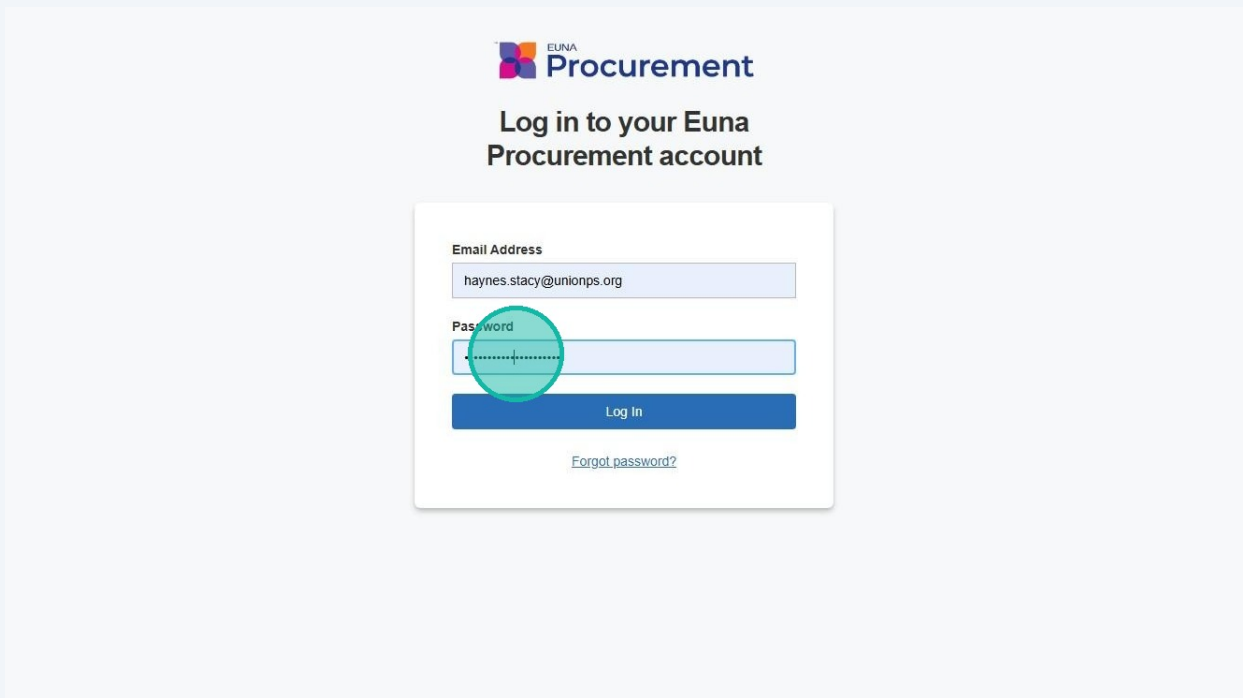 EUNA
Procurement
Log in to your Euna
Procurement account
Email Address
haynes.stacy@unionps.org
Password
Log In
Forgot password?